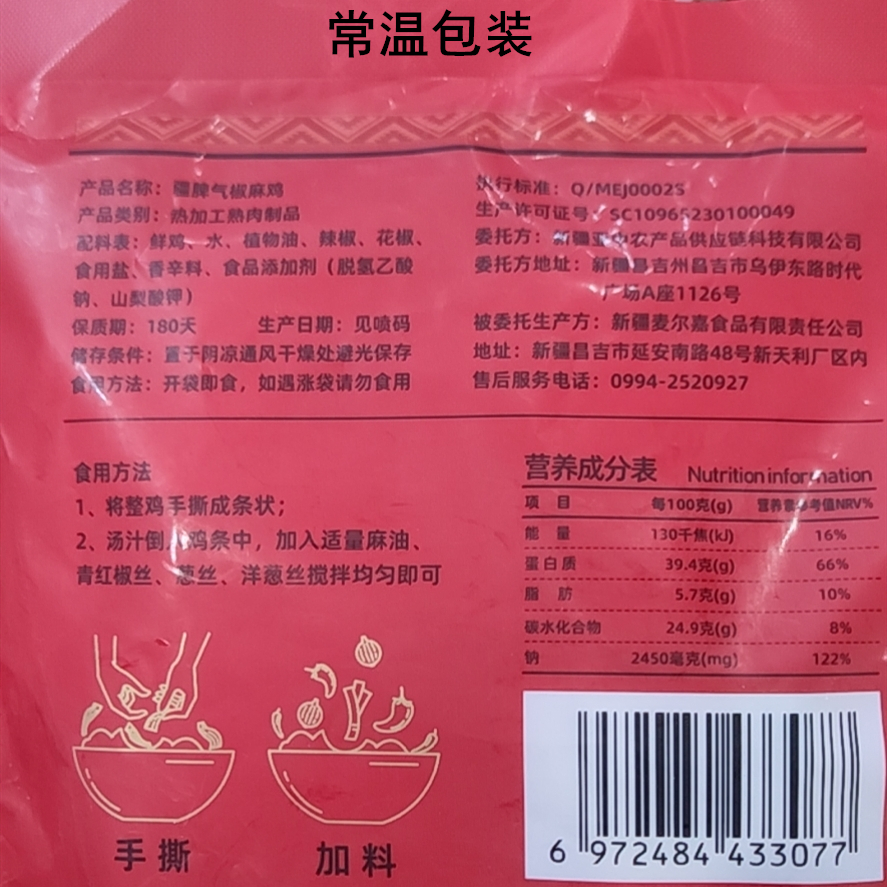 常温包装
产品名称：疆脾气椒麻鸡
产品类别：热加工熟肉制品
配料表：鲜鸡、水、植物油、辣椒、花椒、
食用盐、香辛料、食品添加剂（脱氢乙酸
钠、山梨酸钾）
保质期：180天 生产日期：见喷码
储存条件：置于阴凉通风干燥处避光保存
食用方法：开袋即食，如遇涨袋请勿食用
执行标准：Q/MEJ0002S
生产许可证号：SC10965230100049
委托方：新疆亚中农产品供应链科技有限公司
委托方地址：新疆昌吉州昌吉市乌伊东路时代
广场A座1126号
被委托生产方：新疆麦尔嘉食品有限责任公司
地址：新疆昌吉市延安南路48号新天利厂区内
售后服务电话：0994-2520927
食用方法
1、将整鸡手撕成条状；
2、汤汁倒入鸡条中，加入适量麻油、
青红椒丝、葱丝、洋葱丝搅拌均匀即可
手撕
加料
营养成分表 Nutrition information
项 目 每100克(g) 营养素参考值NRV%
能 量 130千焦(kJ) 16%
蛋白质 39.4克(g) 66%
脂 肪 5.7克(g) 10%
碳水化合物 24.9克(g) 8%
钠 2450毫克(mg) 122%
6 972484 433077